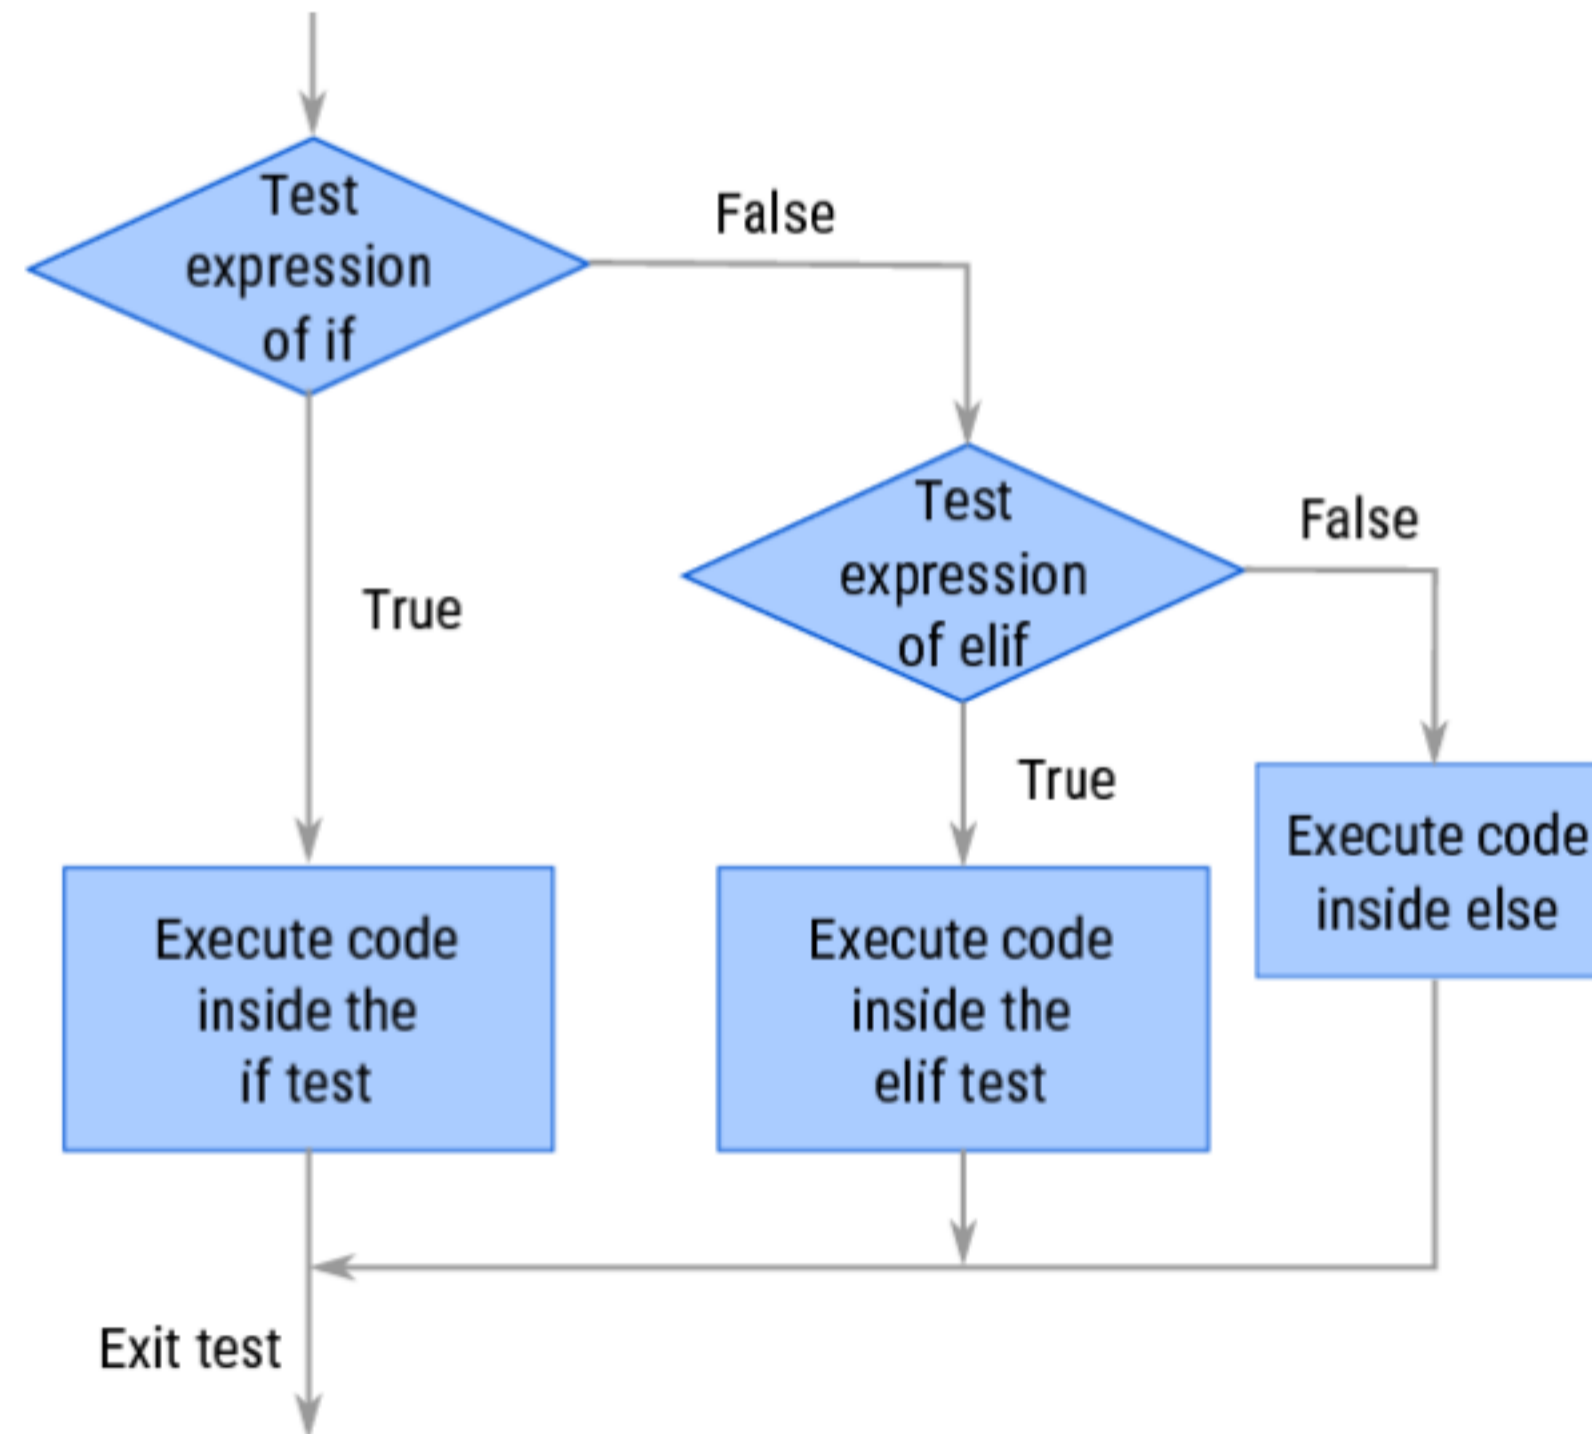 Test
expression
of if
False
True
Test
expression
of elif
False
True
Execute code
inside the
if test
Execute code
inside the
elif test
Execute code
inside else
Exit test